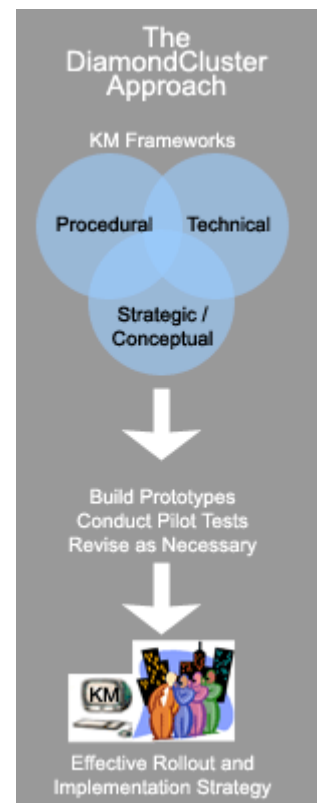 The
DiamondCluster
Approach
KM Frameworks
Procedural
Technical
Strategic /
Conceptual
Build Prototypes
Conduct Pilot Tests
Revise as Necessary
KM
Effective Rollout and
Implementation Strategy